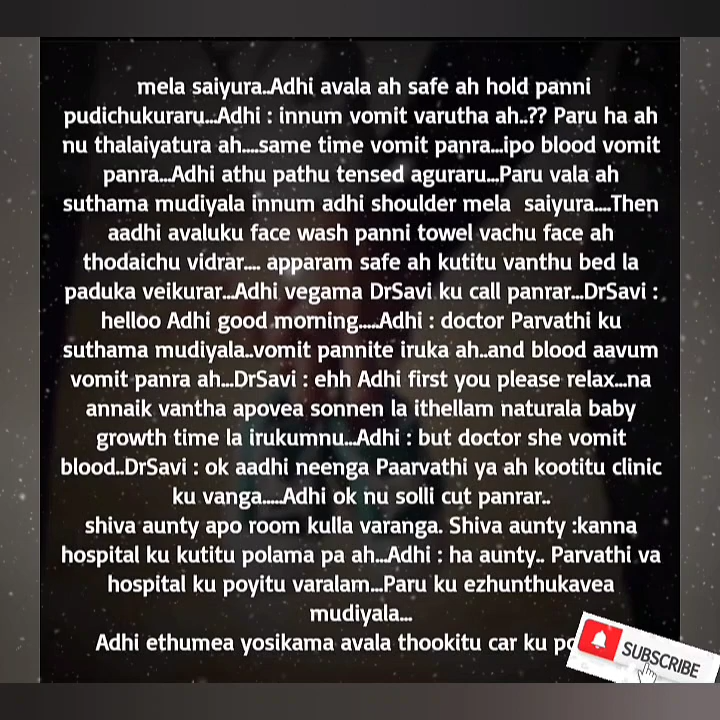 mela saiyura..Adhi avala ah safe ah hold panni
pudichukuraru...Adhi : innum vomit varutha ah..?? Paru ha ah
nu thalaiyatura ah....same time vomit panra...ipo blood vomit
panra...Adhi athu pathu tensed aguraru...Paru vala ah
suthama mudiyala innum adhi shoulder mela saiyura....Then
aadhi avaluku face wash panni towel vachu face ah
thodaichu vidrar.... apparam safe ah kutitu vanthu bed la
paduka veikurar...Adhi vegama DrSavi ku call panrar...DrSavi :
helloo Adhi good morning.....Adhi : doctor Parvathi ku
suthama mudiyala..vomit pannite iruka ah..and blood aavum
vomit panra ah...DrSavi : ehh Adhi first you please relax...na
annaik vantha apovea sonnen la ithellam naturala baby
growth time la irukumnu...Adhi : but doctor she vomit
blood..DrSavi : ok aadhi neenga Paarvathi ya ah kootitu clinic
ku vanga.....Adhi ok nu solli cut panrar..
shiva aunty apo room kulla varanga. Shiva aunty :kanna
hospital ku kutitu polama pa ah...Adhi : ha aunty.. Parvathi va
hospital ku poyitu varalam...Paru ku ezhunthukavea
mudiyala...
Adhi ethumea yosikama avala thookitu car ku
SUBSCRIBE